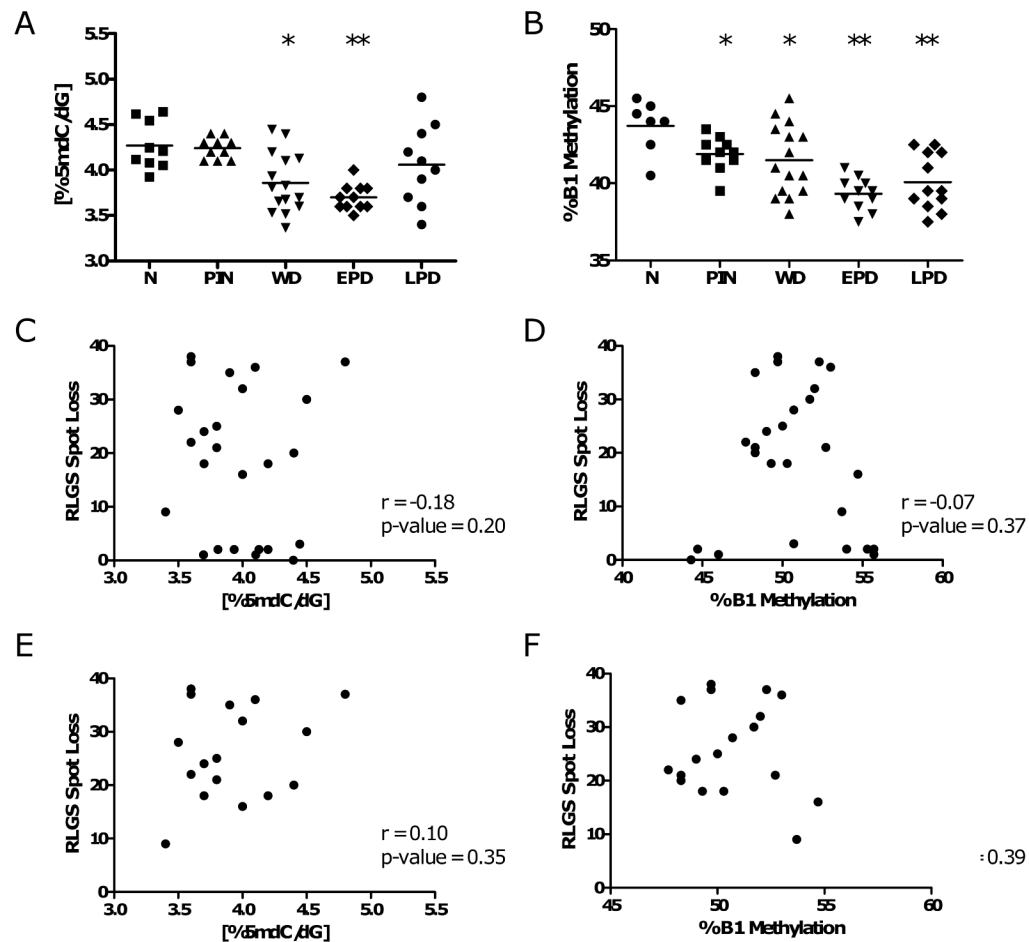 A
[%5mdC/dG]
5.5
5.0
4.5
4.0
3.5
3.0
* **
N PIN WD EPD LPD
B
%B1 Methylation
50
45
40
35
* * ** **
N PIN WD EPD LPD
C
RLGS Spot Loss
40
30
20
10
0
r = -0.18
p-value = 0.20
3.0 3.5 4.0 4.5 5.0 5.5
[%5mdC/dG]
D
RLGS Spot Loss
40
30
20
10
0
r = -0.07
p-value = 0.37
40 45 50 55 60
%B1 Methylation
E
RLGS Spot Loss
40
30
20
10
0
r = 0.10
p-value = 0.35
3.0 3.5 4.0 4.5 5.0 5.5
[%5mdC/dG]
F
RLGS Spot Loss
40
30
20
10
0
= 0.39
45 50 55 60
%B1 Methylation